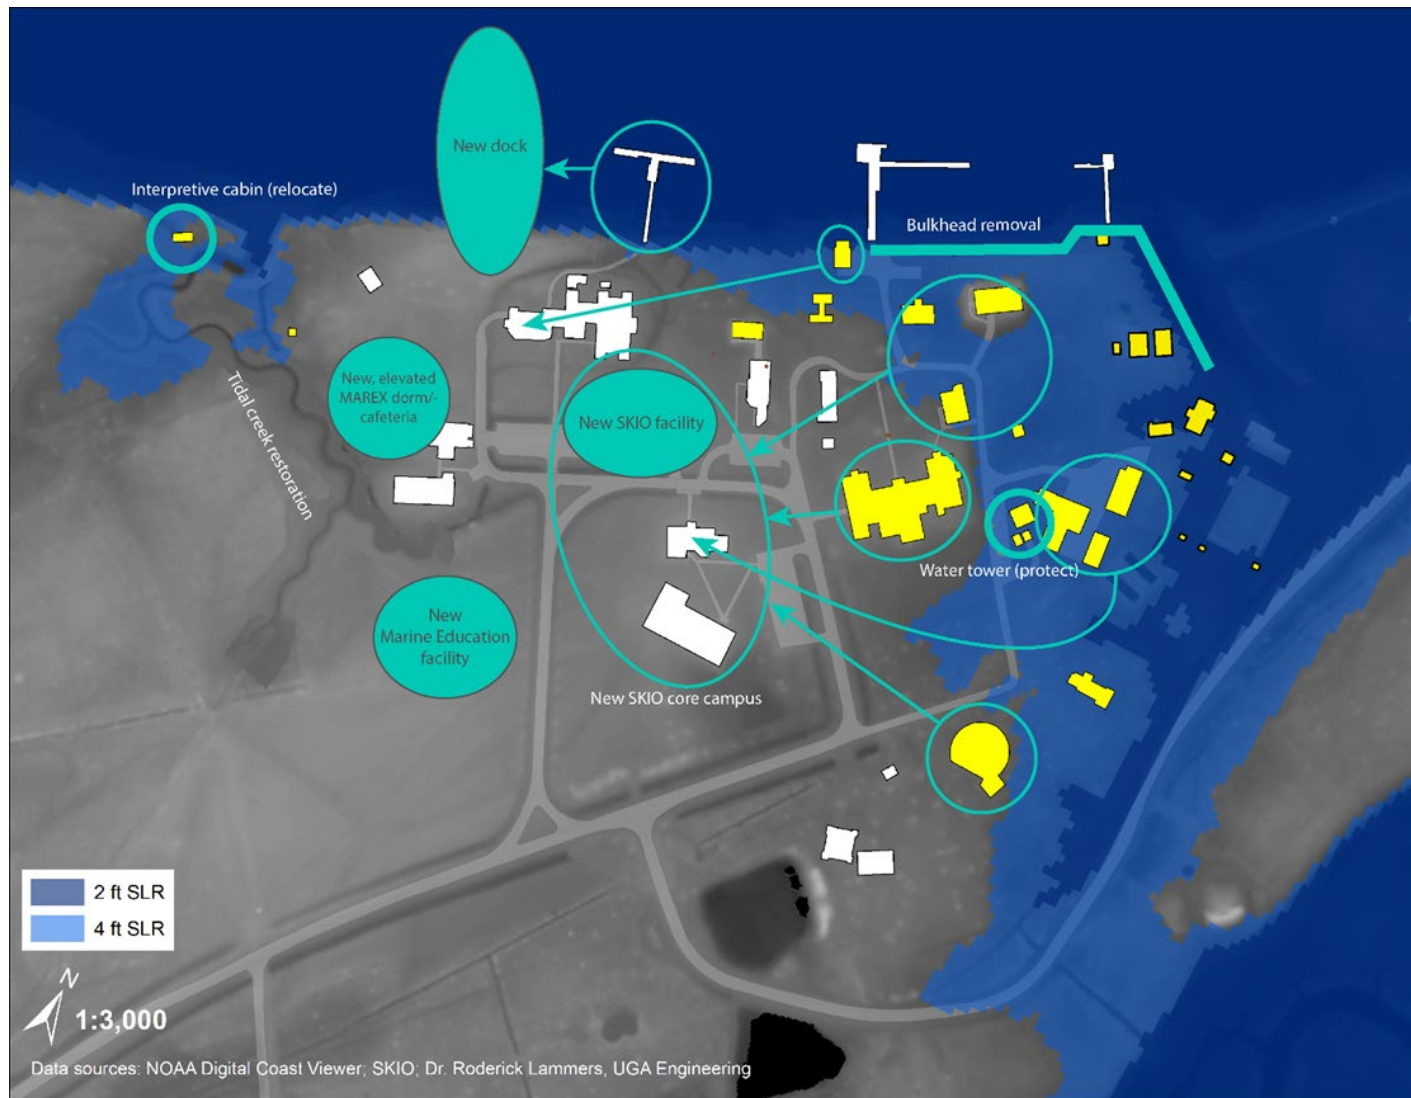 New dock
Interpretive cabin (relocate)
Bulkhead removal
New, elevated
MAREX dorm/-
cafeteria
New SKIO facility
Tidal creek restoration
Water tower (protect)
New
Marine Education
facility
New SKIO core campus
2 ft SLR
4 ft SLR
N
1:3,000
Data sources: NOAA Digital Coast Viewer; SKIO; Dr. Roderick Lammers, UGA Engineering